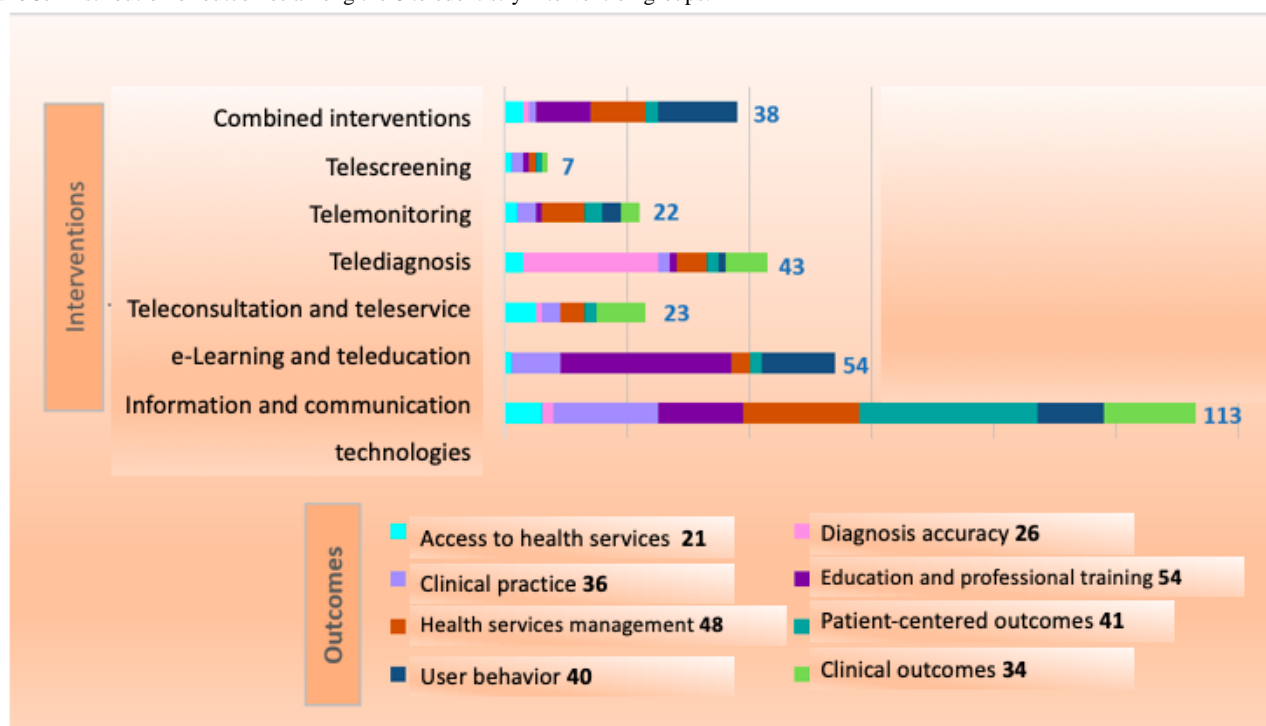 Interventions
Combined interventions 38
Telescreening 7
Telemonitoring 22
Telediagnosis 43
Teleconsultation and teleservice 23
e-Learning and teleducation 54
Information and communication 113
technologies
Outcomes
Access to health services 21
Diagnosis accuracy 26
Clinical practice 36
Education and professional training 54
Health services management 48
Patient-centered outcomes 41
User behavior 40
Clinical outcomes 34